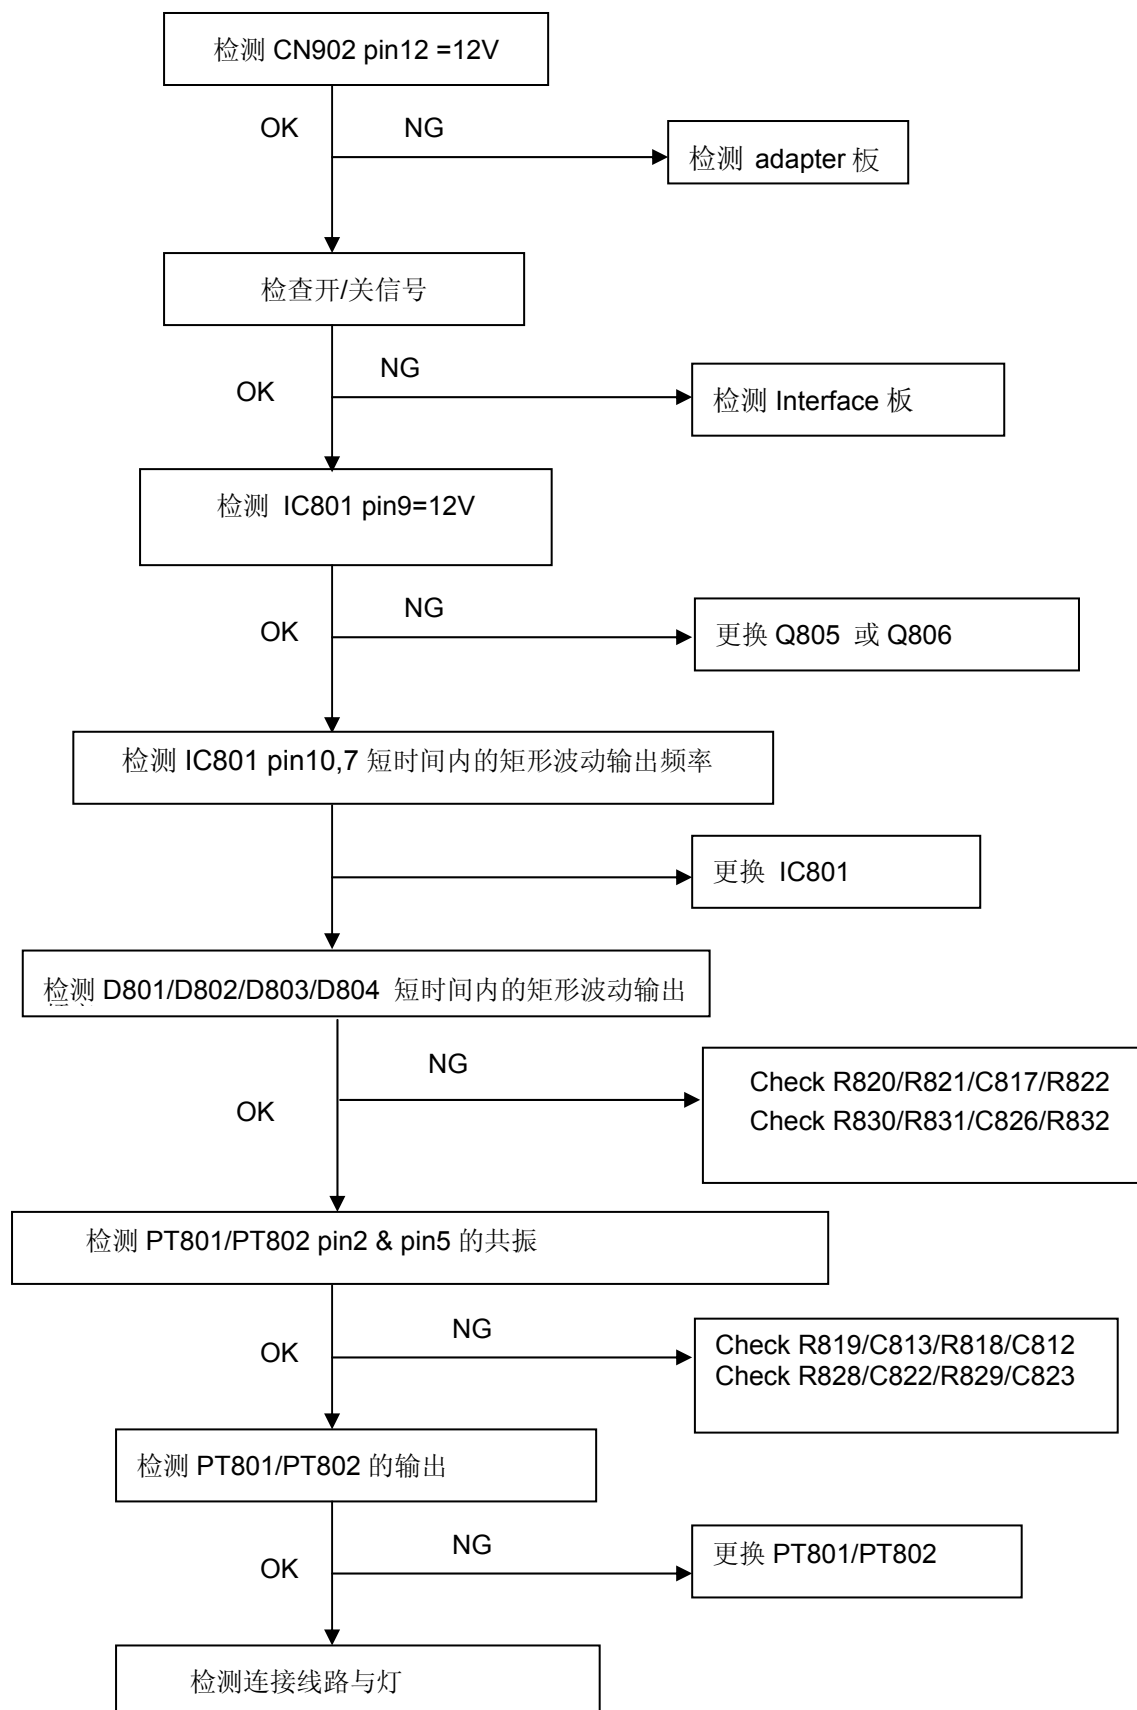 检测 CN902 pin12 =12V
OK
NG
检测 adapter 板
检查开/关信号
NG
OK
检测 Interface 板
检测 IC801 pin9=12V
NG
OK
更换 Q805 或 Q806
检测 IC801 pin10,7 短时间内的矩形波动输出频率
更换 IC801
检测 D801/D802/D803/D804 短时间内的矩形波动输出
NG
OK
Check R820/R821/C817/R822
Check R830/R831/C826/R832
检测 PT801/PT802 pin2 & pin5 的共振
NG
OK
Check R819/C813/R818/C812
Check R828/C822/R829/C823
检测 PT801/PT802 的输出
NG
OK
更换 PT801/PT802
检测连接线路与灯